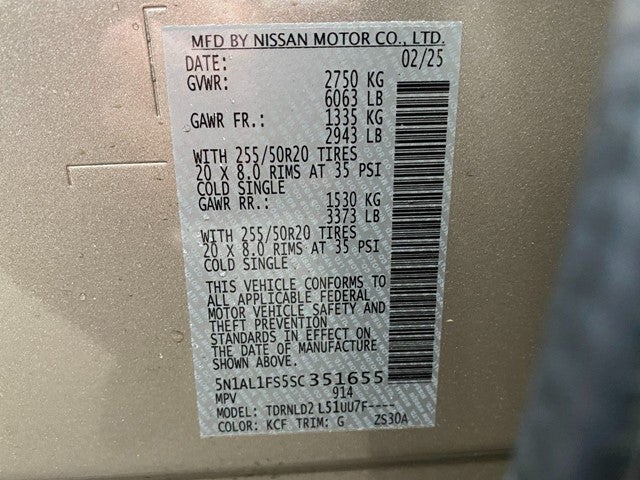 MFD BY NISSAN MOTOR CO., LTD.
DATE: 02/25
GVWR: 2750 KG
6063 LB
GAWR FR.: 1335 KG
2943 LB
WITH 255/50R20 TIRES
20 X 8.0 RIMS AT 35 PSI
COLD SINGLE
GAWR RR.: 1530 KG
3373 LB
WITH 255/50R20 TIRES
20 X 8.0 RIMS AT 35 PSI
COLD SINGLE
THIS VEHICLE CONFORMS TO
ALL APPLICABLE FEDERAL
MOTOR VEHICLE SAFETY AND
THEFT PREVENTION
STANDARDS IN EFFECT ON
THE DATE OF MANUFACTURE
SHOWN ABOVE.
5N1AL1FS5SC351655
MPV 914
MODEL: TDRNLD2 L51UU7F----
COLOR: KCF TRIM: G ZS30A